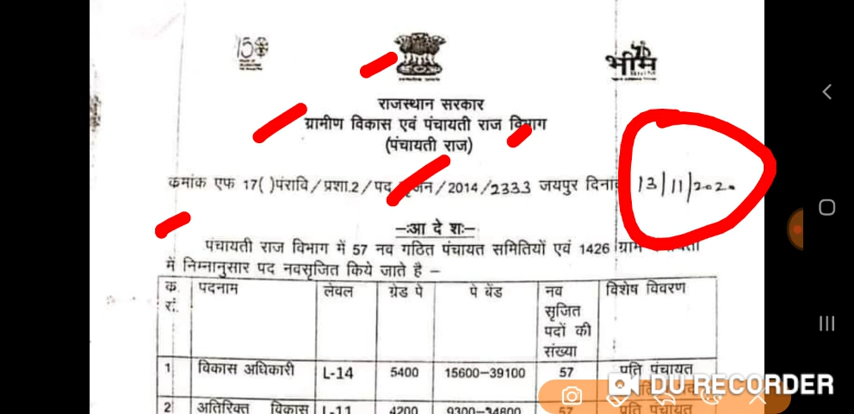 150
भीम
राजस्थान सरकार
ग्रामीण विकास एवं पंचायती राज विभाग
(पंचायती राज)
क्रमांक एफ 17( )पंरावि/प्रशा.2/पद सृजन/2014/2333 जयपुर दिनांक 13/11/2020
-:आ दे श:-
पंचायती राज विभाग में 57 नव गठित पंचायत समितियों एवं 1426 ग्राम
में निम्नानुसार पद नवसृजित किये जाते है –
क्र. सं. पदनाम लेवल ग्रेड पे पे बैंड नव सृजित पदों की संख्या विशेष विवरण
1 विकास अधिकारी L-14 5400 15600-39100 57 प्रति पंचायत
2 अतिरिक्त विकास L-11 4200 9300-34800 57 प्रति पंचायत
DU RECORDER